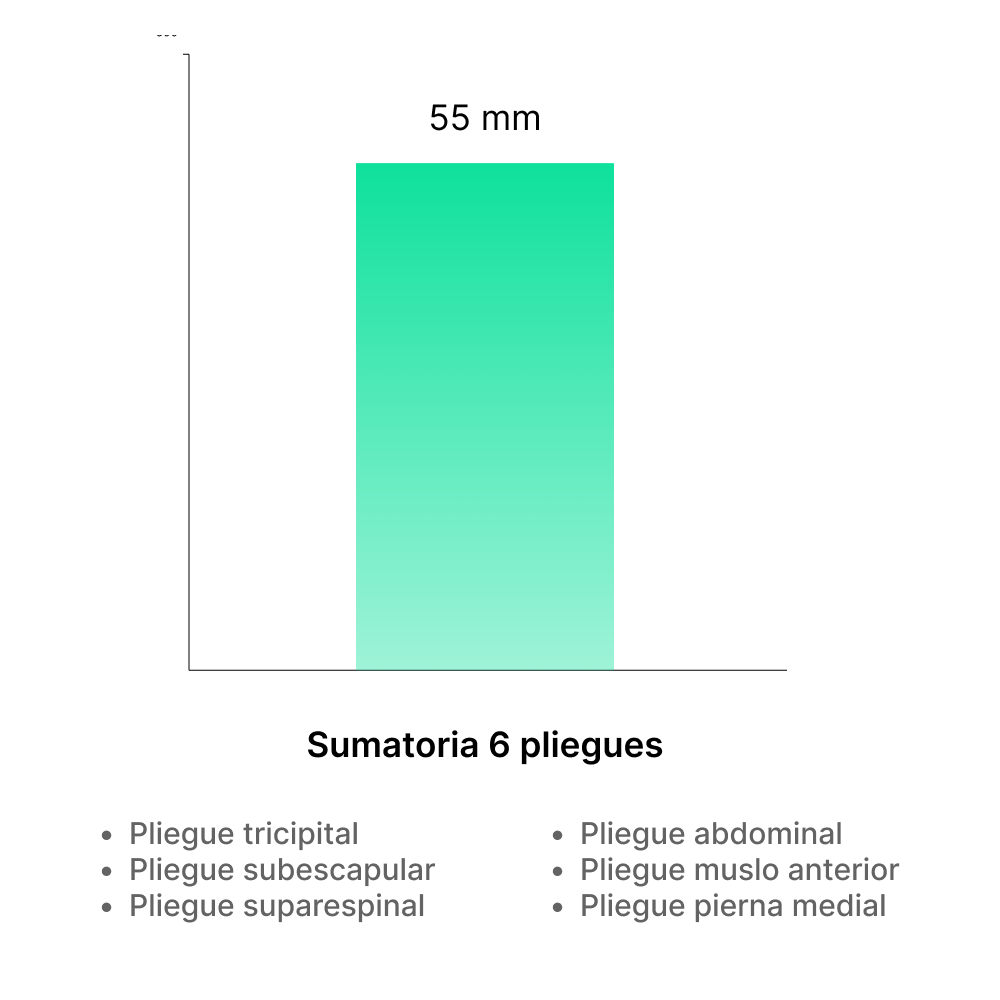 55 mm
Sumatoria 6 pliegues
• Pliegue tricipital
• Pliegue subescapular
• Pliegue suparespinal
• Pliegue abdominal
• Pliegue muslo anterior
• Pliegue pierna medial